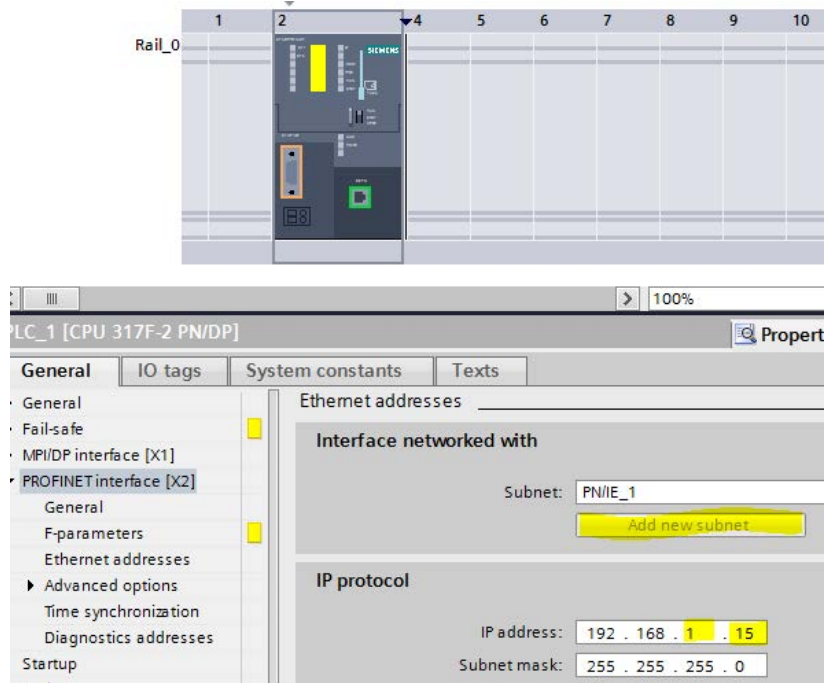 1 2 4 5 6 7 8 9 10
Rail_0
SIEMENS
100%
PLC_1 [CPU 317F-2 PN/DP]
Propert
General IO tags System constants Texts
General
Fail-safe
MPI/DP interface [X1]
PROFINET interface [X2]
General
F-parameters
Ethernet addresses
Advanced options
Time synchronization
Diagnostics addresses
Startup
Ethernet addresses
Interface networked with
Subnet: PN/IE_1
Add new subnet
IP protocol
IP address: 192 . 168 . 1 . 15
Subnet mask: 255 . 255 . 255 . 0